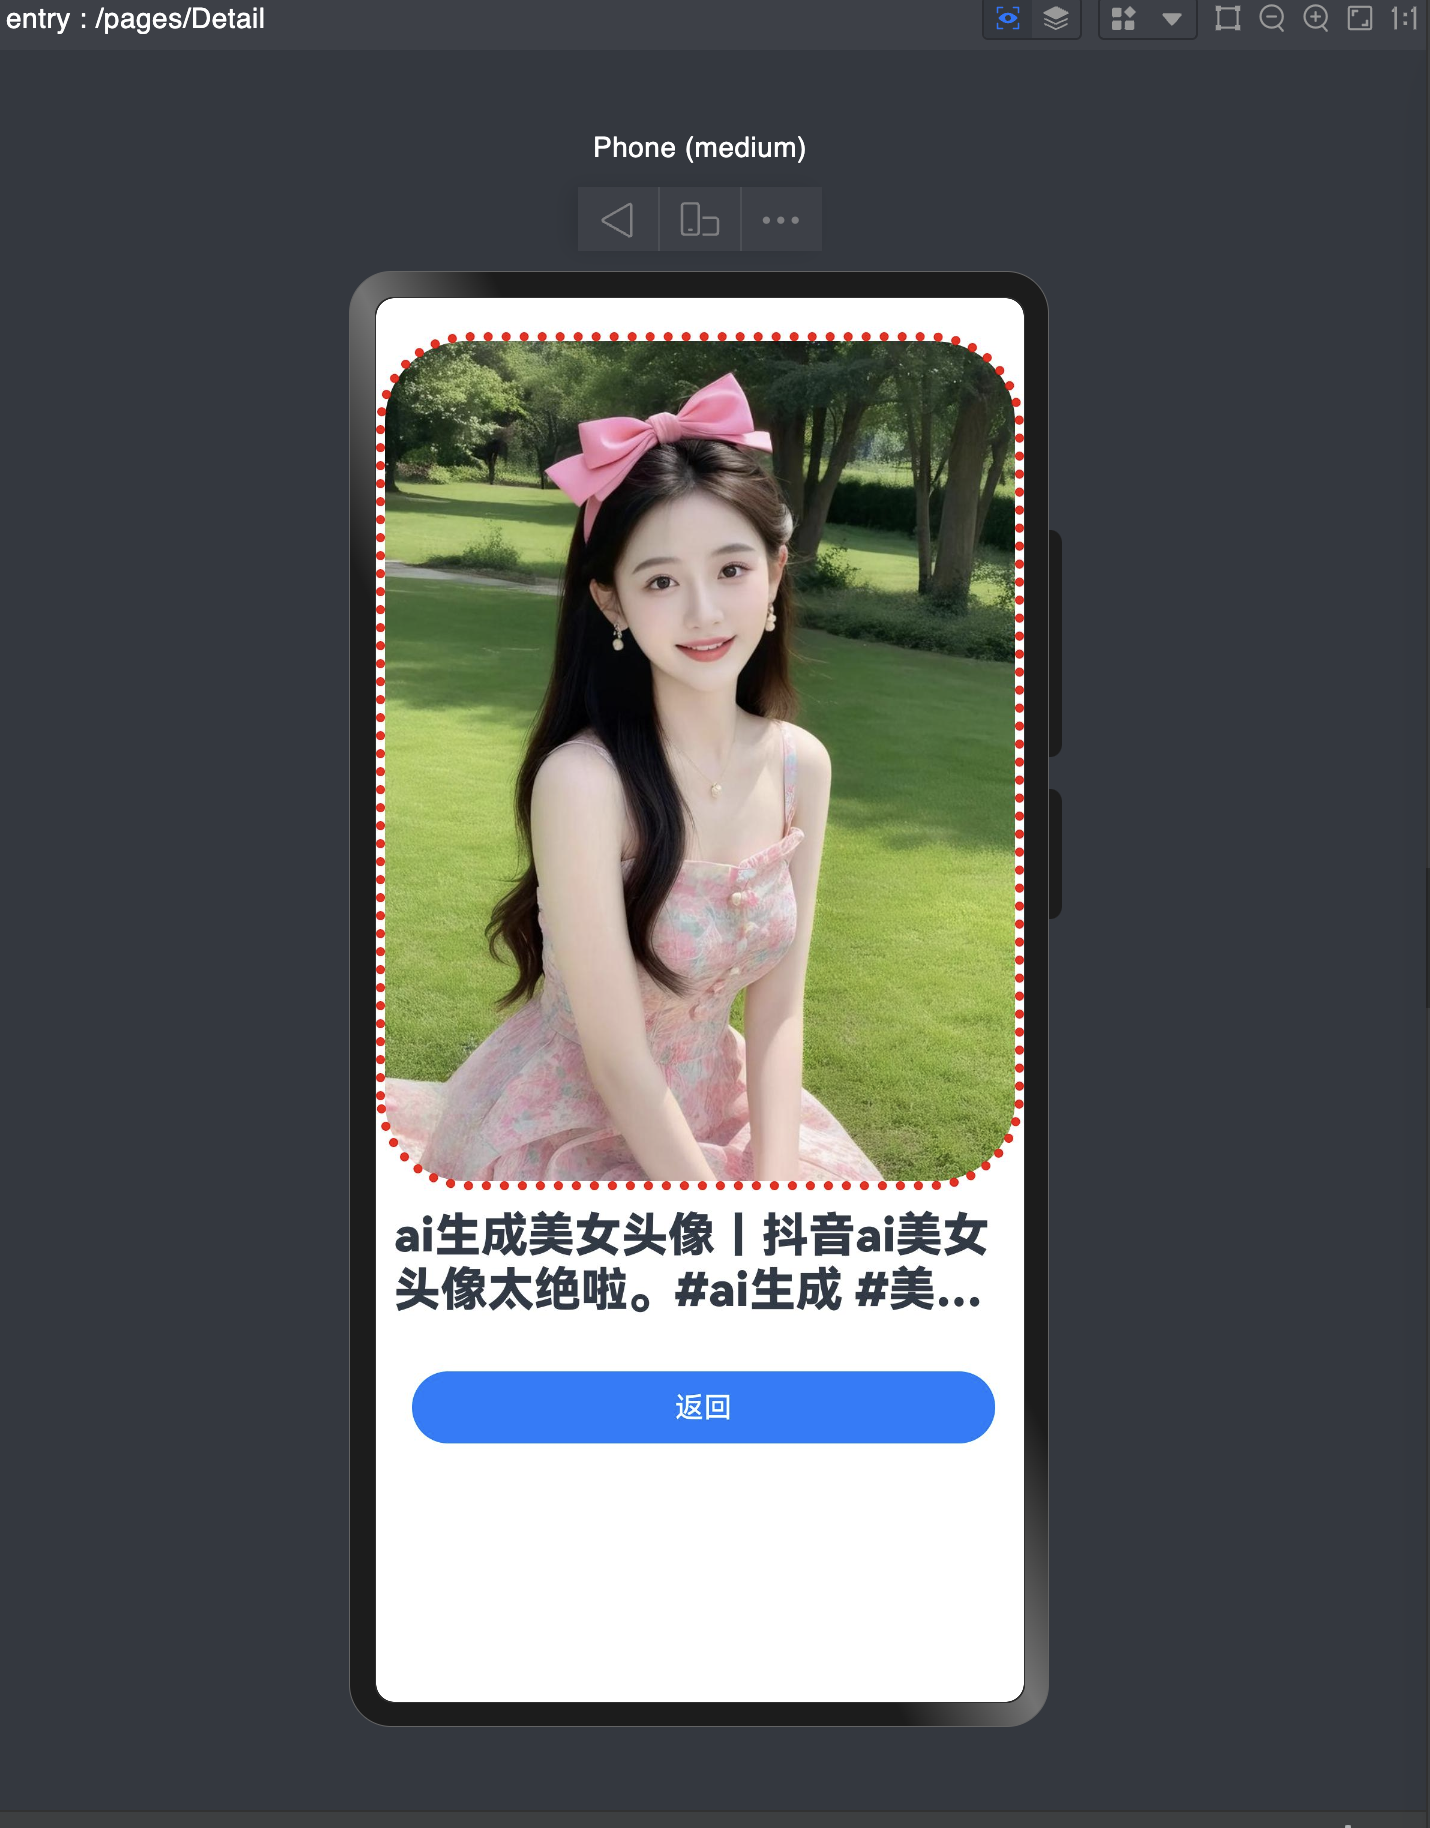 entry : /pages/Detail
1:1
Phone (medium)
ai生成美女头像丨抖音ai美女
头像太绝啦。#ai生成 #美...
返回